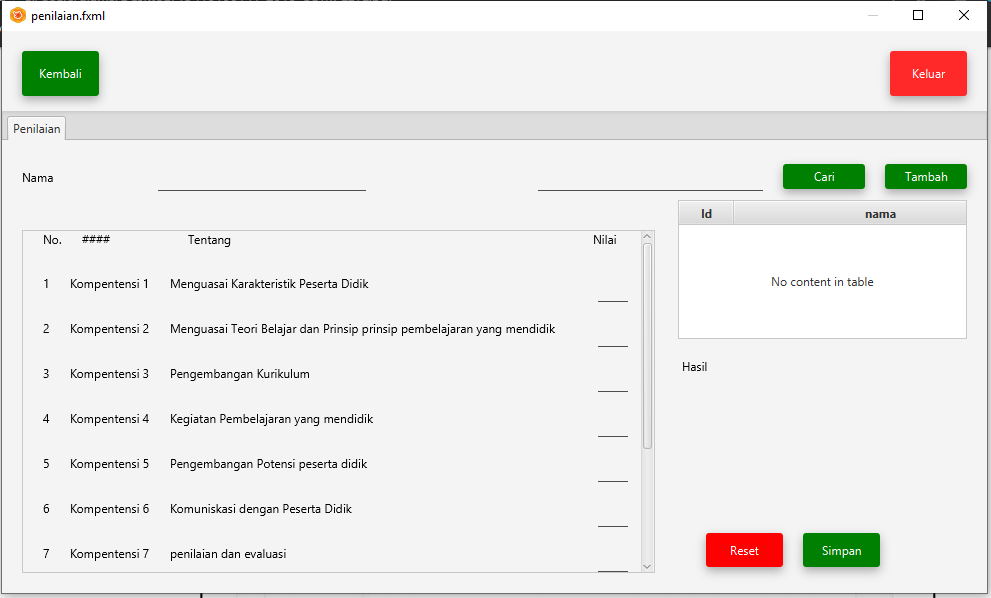 penilaian.fxml
Kembali
Keluar
Penilaian
Nama
Cari
Tambah
Id nama
No content in table
No. #### Tentang Nilai
1 Kompentensi 1 Menguasai Karakteristik Peserta Didik
2 Kompentensi 2 Menguasai Teori Belajar dan Prinsip prinsip pembelajaran yang mendidik
3 Kompentensi 3 Pengembangan Kurikulum
4 Kompentensi 4 Kegiatan Pembelajaran yang mendidik
5 Kompentensi 5 Pengembangan Potensi peserta didik
6 Kompentensi 6 Komuniskasi dengan Peserta Didik
7 Kompentensi 7 penilaian dan evaluasi
Hasil
Reset
Simpan